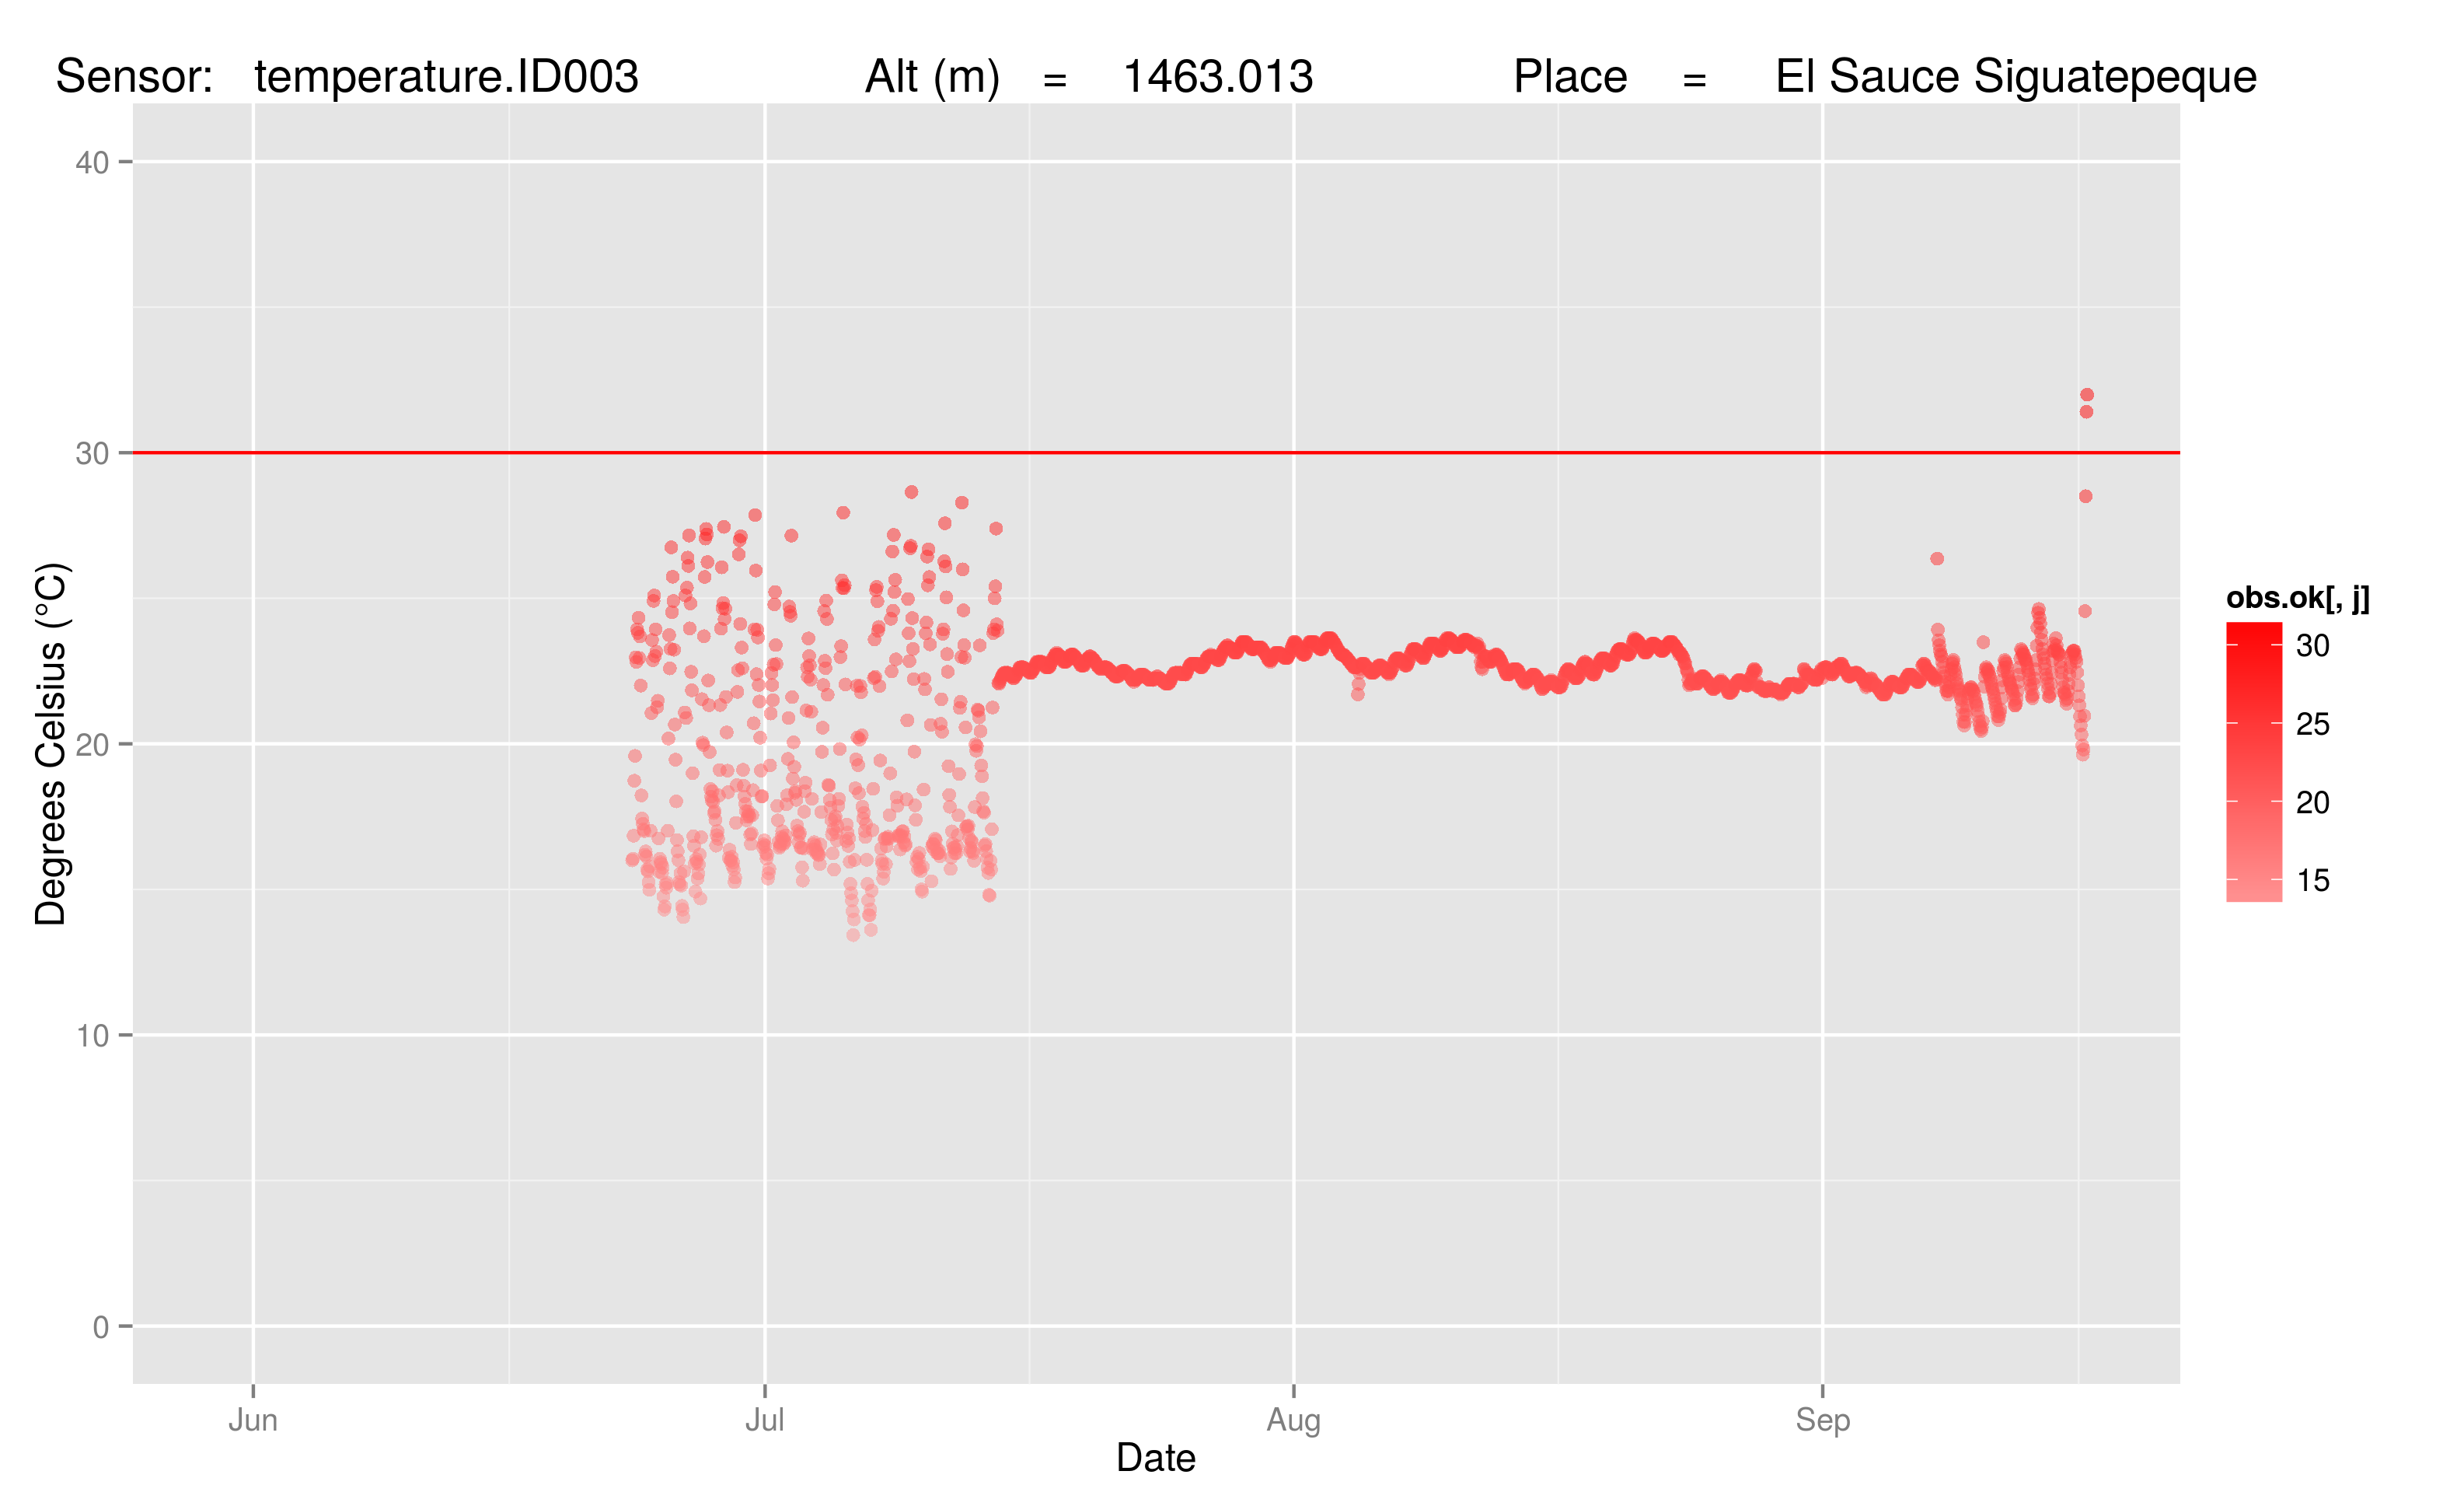 Sensor: temperature.ID003 Alt (m) = 1463.013 Place = El Sauce Siguatepeque
40
30
20
10
0
Degrees Celsius (°C)
Jun Jul Aug Sep
Date
obs.ok[, j]
30
25
20
15